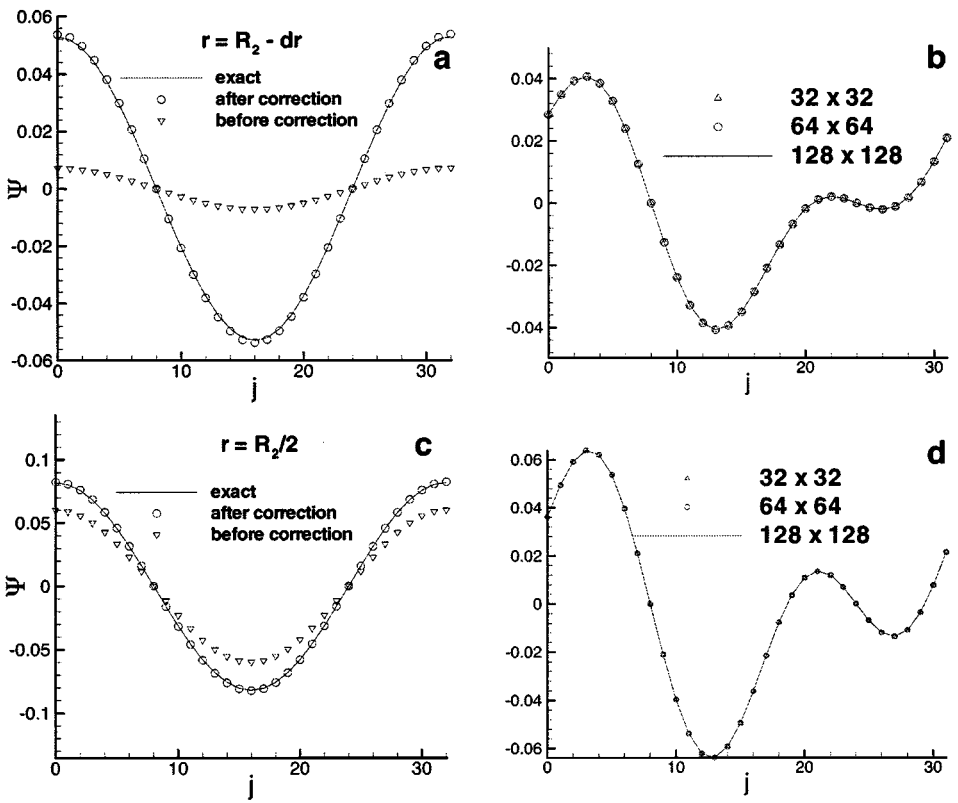 a
r = R2 - dr
exact
after correction
before correction
Ψ
0.06
0.04
0.02
0
-0.02
-0.04
-0.06
0 10 20 30
j
b
32 x 32
64 x 64
128 x 128
0.04
0.02
0
-0.02
-0.04
0 10 20 30
j
c
r = R2/2
exact
after correction
before correction
Ψ
0.1
0.05
0
-0.05
-0.1
0 10 20 30
j
d
32 x 32
64 x 64
128 x 128
0.06
0.04
0.02
0
-0.02
-0.04
-0.06
0 10 20 30
j